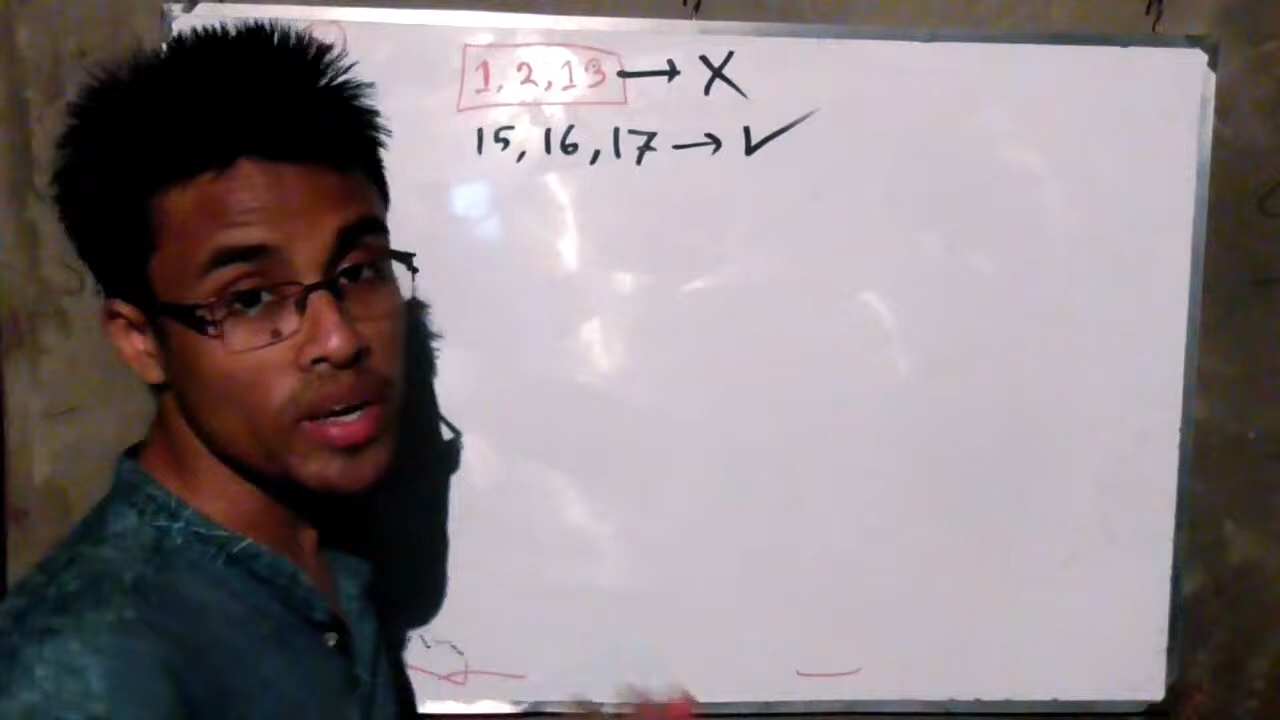 1, 2, 13 → X
15, 16, 17 → ✓